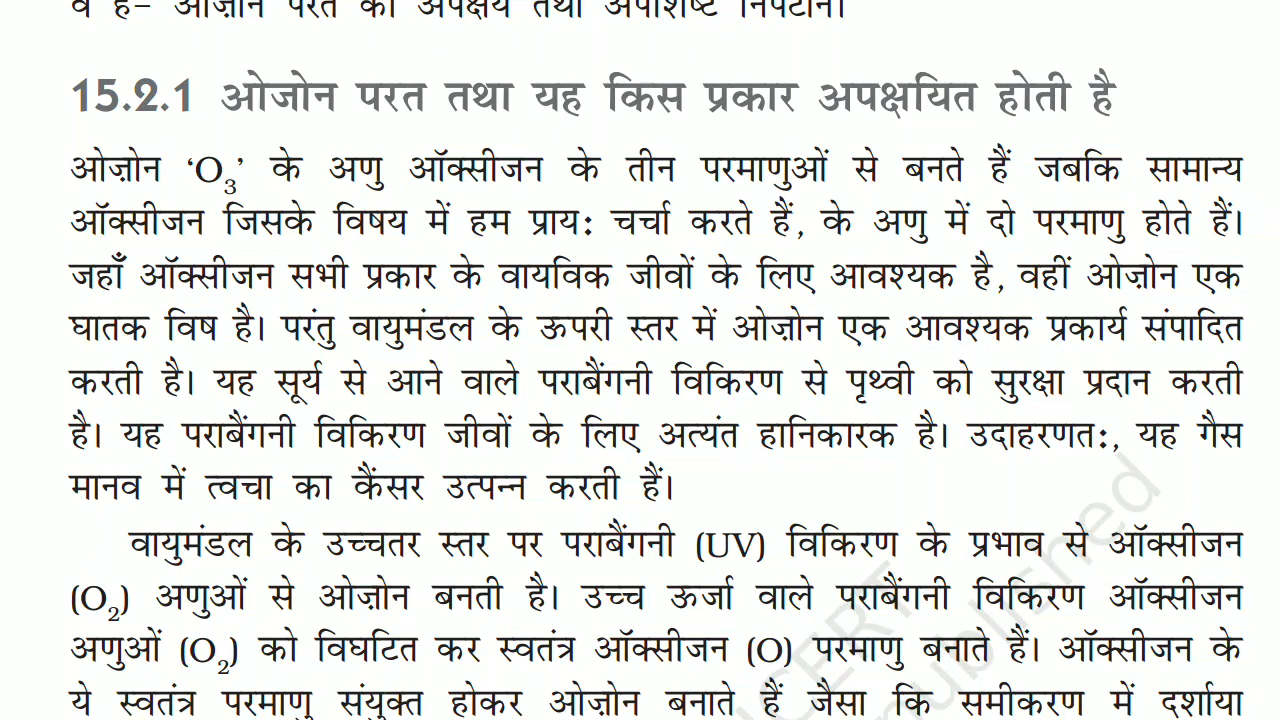 व हैं– ओज़ोन परत का अपक्षय तथा अपशिष्ट निपटान।
15.2.1 ओजोन परत तथा यह किस प्रकार अपक्षयित होती है
ओज़ोन ‘O₃’ के अणु ऑक्सीजन के तीन परमाणुओं से बनते हैं जबकि सामान्य
ऑक्सीजन जिसके विषय में हम प्रायः चर्चा करते हैं, के अणु में दो परमाणु होते हैं।
जहाँ ऑक्सीजन सभी प्रकार के वायविक जीवों के लिए आवश्यक है, वहीं ओज़ोन एक
घातक विष है। परंतु वायुमंडल के ऊपरी स्तर में ओज़ोन एक आवश्यक प्रकार्य संपादित
करती है। यह सूर्य से आने वाले पराबैंगनी विकिरण से पृथ्वी को सुरक्षा प्रदान करती
है। यह पराबैंगनी विकिरण जीवों के लिए अत्यंत हानिकारक है। उदाहरणतः, यह गैस
मानव में त्वचा का कैंसर उत्पन्न करती हैं।
वायुमंडल के उच्चतर स्तर पर पराबैंगनी (UV) विकिरण के प्रभाव से ऑक्सीजन
(O₂) अणुओं से ओज़ोन बनती है। उच्च ऊर्जा वाले पराबैंगनी विकिरण ऑक्सीजन
अणुओं (O₂) को विघटित कर स्वतंत्र ऑक्सीजन (O) परमाणु बनाते हैं। ऑक्सीजन के
ये स्वतंत्र परमाणु संयुक्त होकर ओज़ोन बनाते हैं जैसा कि समीकरण में दर्शाया